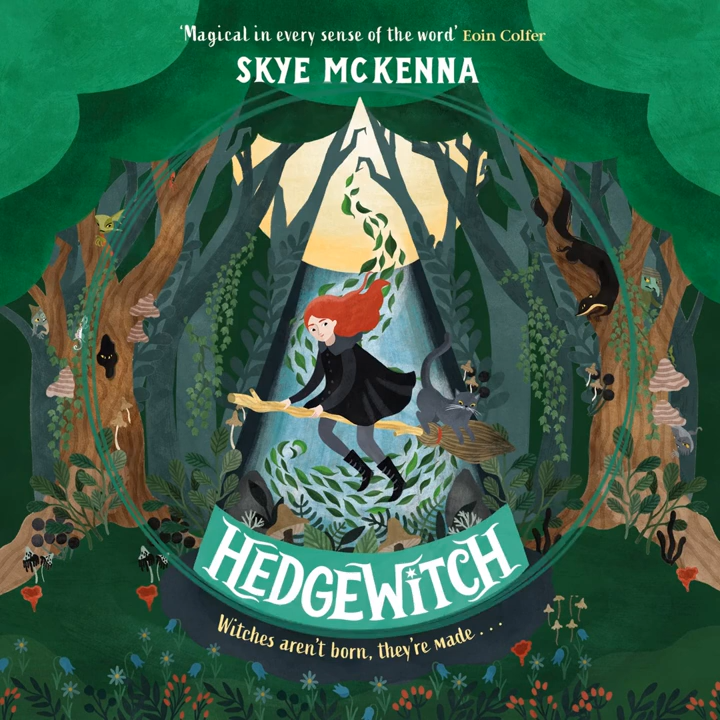 ‘Magical in every sense of the word’ Eoin Colfer
SKYE MCKENNA
HEDGEWITCH
Witches aren't born, they're made . . .